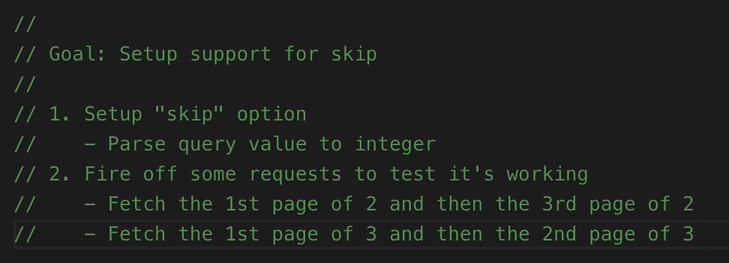 //
// Goal: Setup support for skip
//
// 1. Setup "skip" option
//    – Parse query value to integer
// 2. Fire off some requests to test it's working
//    – Fetch the 1st page of 2 and then the 3rd page of 2
//    – Fetch the 1st page of 3 and then the 2nd page of 3